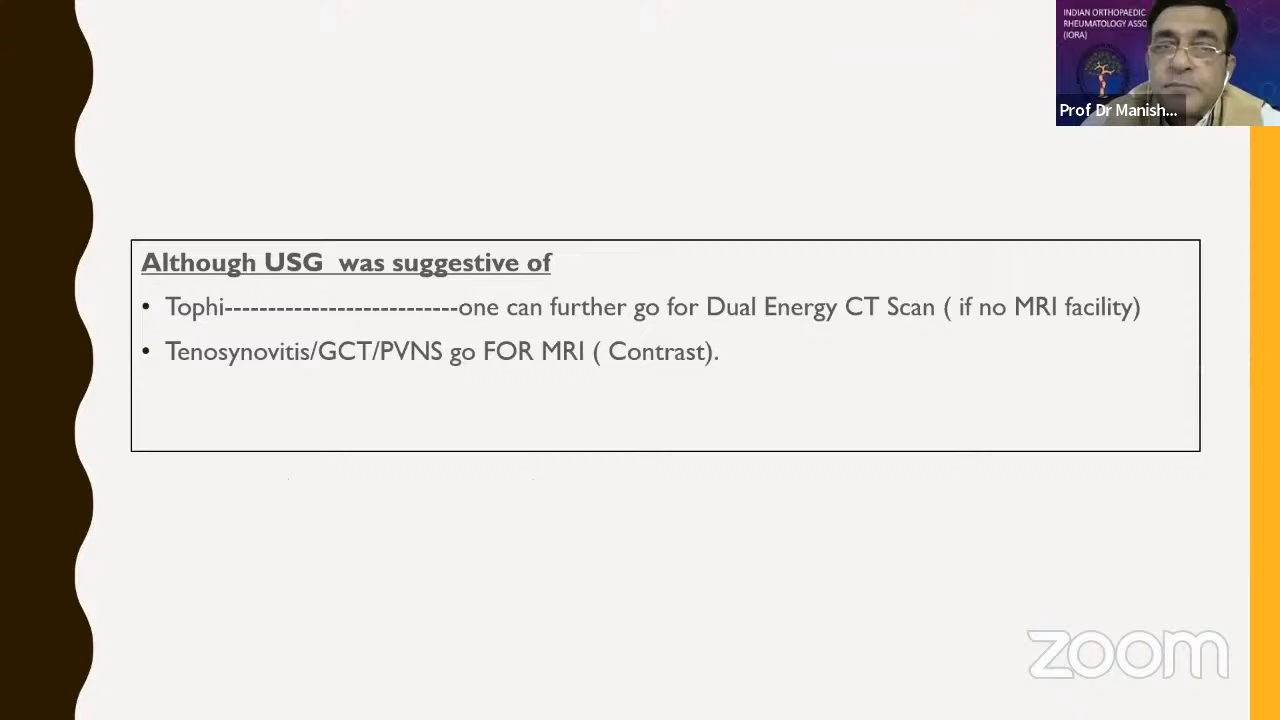 INDIAN ORTHOPAEDIC
RHEUMATOLOGY ASSO
(IORA)
Prof Dr Manish...
Although USG was suggestive of
• Tophi---------------------------one can further go for Dual Energy CT Scan ( if no MRI facility)
• Tenosynovitis/GCT/PVNS go FOR MRI ( Contrast).
zoom